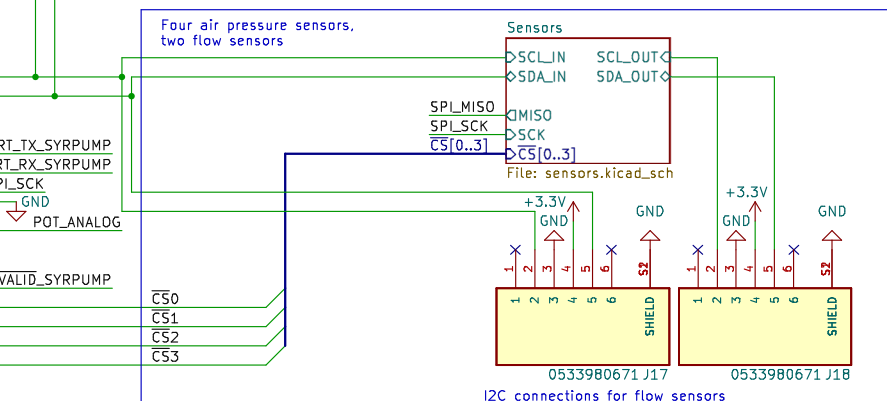 Four air pressure sensors,
two flow sensors
Sensors
SCL_IN SCL_OUT
SDA_IN SDA_OUT
SPI_MISO MISO
SPI_SCK SCK
CS[0..3] CS[0..3]
File: sensors.kicad_sch
RT_TX_SYRPUMP
RT_RX_SYRPUMP
PI_SCK
GND
POT_ANALOG
VALID_SYRPUMP
CS0
CS1
CS2
CS3
+3.3V GND GND
1 2 3 4 5 6 S2
1 2 3 4 5 6 SHIELD
0533980671 J17
+3.3V GND GND
1 2 3 4 5 6 S2
1 2 3 4 5 6 SHIELD
0533980671 J18
I2C connections for flow sensors